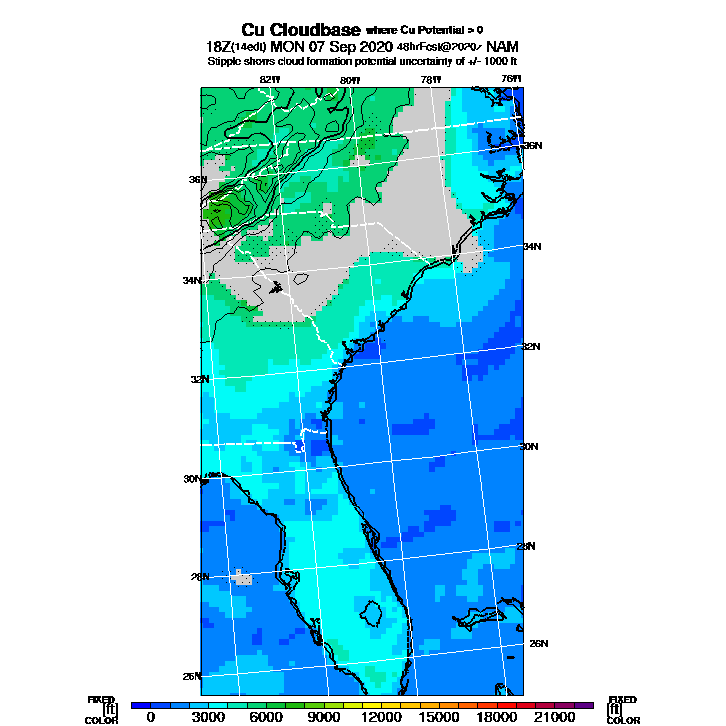 Cu Cloudbase where Cu Potential > 0
18Z(14edt) MON 07 Sep 2020 48hrFcst@2020z NAM
Stipple shows cloud formation potential uncertainty of +/- 1000 ft
82W 80W 78W 76W
36N 36N
34N 34N
32N 32N
30N 30N
28N 28N
26N 26N
FIXED FIXED
[ft] [ft]
COLOR 0 3000 6000 9000 12000 15000 18000 21000 COLOR